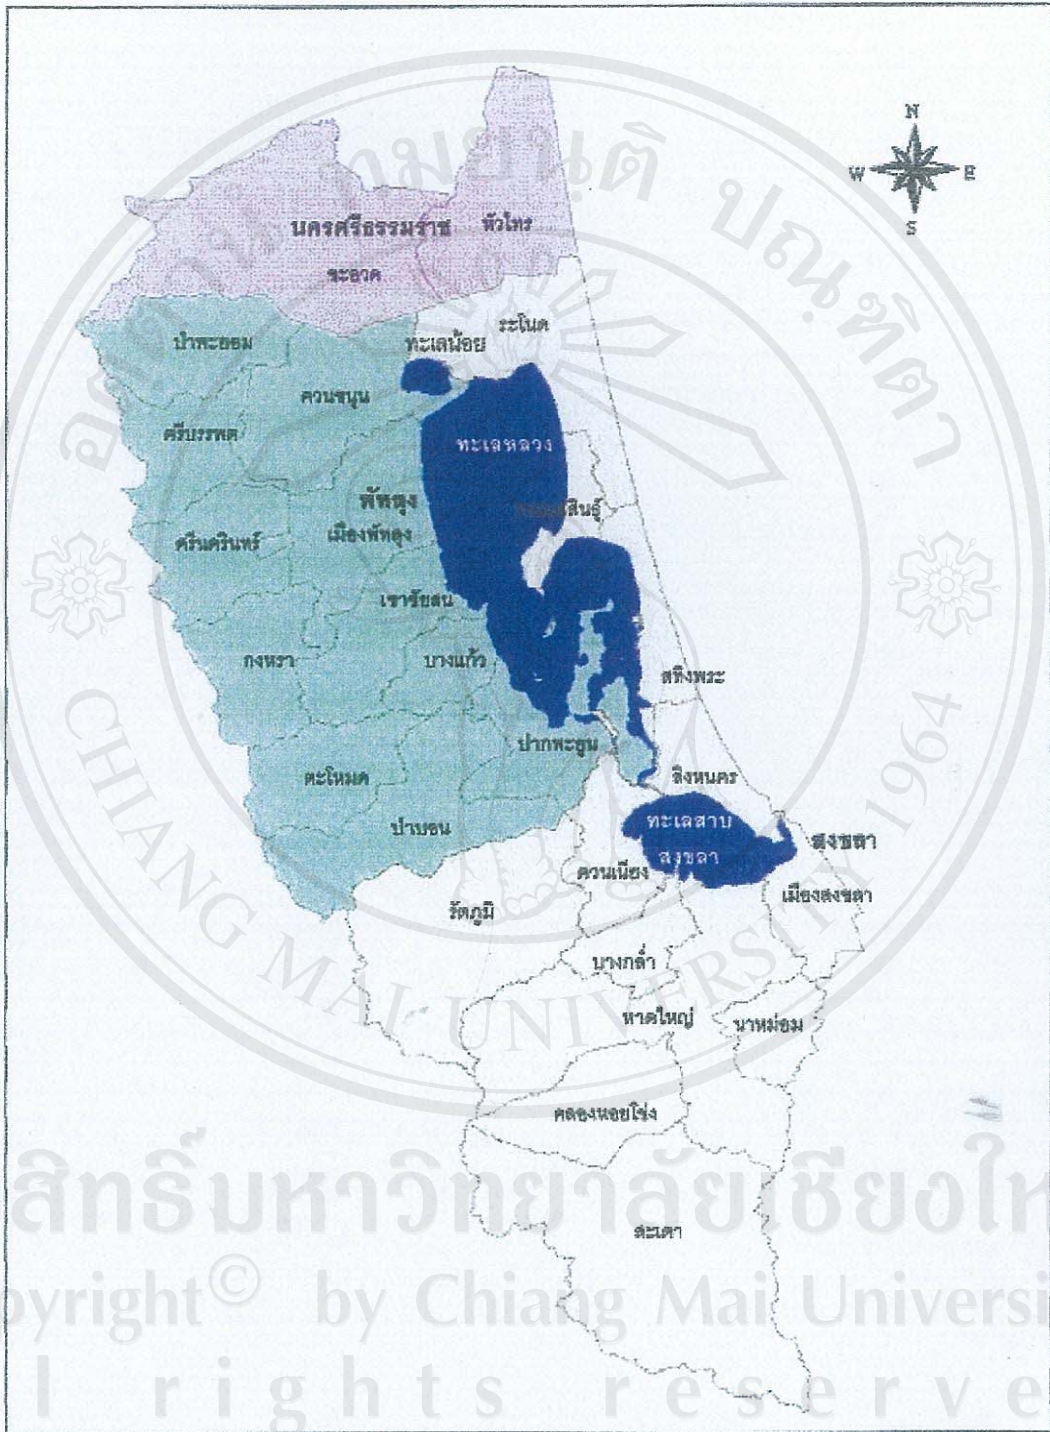 N
W E
S
นครศรีธรรมราช
หัวไทร
ชะอวด
ระโนด
ป่าพะยอม
ทะเลน้อย
ควนขนุน
ศรีบรรพต
ทะเลหลวง
พัทลุง
สินธุ์
เมืองพัทลุง
ศรีนครินทร์
เขาชัยสน
กงหรา
บางแก้ว
สทิงพระ
ปากพะยูน
ตะโหมด
สิงหนคร
ป่าบอน
ทะเลสาบ
สงขลา
สงขลา
ควนเนียง
เมืองสงขลา
รัตภูมิ
บางกล่ำ
หาดใหญ่
นาหม่อม
คลองหอยโข่ง
สะเดา
CHIANG MAI UNIVERSITY 1964
สิทธิ์มหาวิทยาลัยเชียงให
opyright© by Chiang Mai Universi
l rights reserve